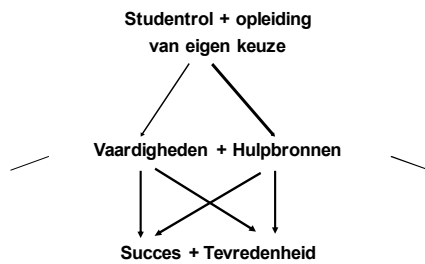 Studentrol + opleiding
van eigen keuze
Vaardigheden + Hulpbronnen
Succes + Tevredenheid